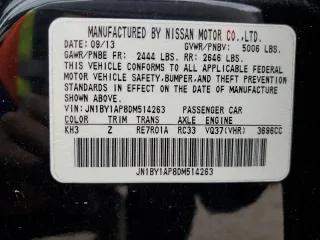 MANUFACTURED BY NISSAN MOTOR CO.,LTD.
DATE: 09/13 GVWR/PNBV: 5006 LBS.
GAWR/PNBE FR: 2444 LBS. RR: 2646 LBS.
THIS VEHICLE CONFORMS TO ALL APPLICABLE FEDERAL
MOTOR VEHICLE SAFETY, BUMPER, AND THEFT PREVENTION
STANDARDS IN EFFECT ON THE DATE OF MANUFACTURE
SHOWN ABOVE.
VIN: JN1BY1AP8DM514263 PASSENGER CAR
COLOR TRIM TRANS AXLE ENGINE
KH3 Z RE7R01A RC33 VQ37(VHR) 3696CC
JN1BY1AP8DM514263